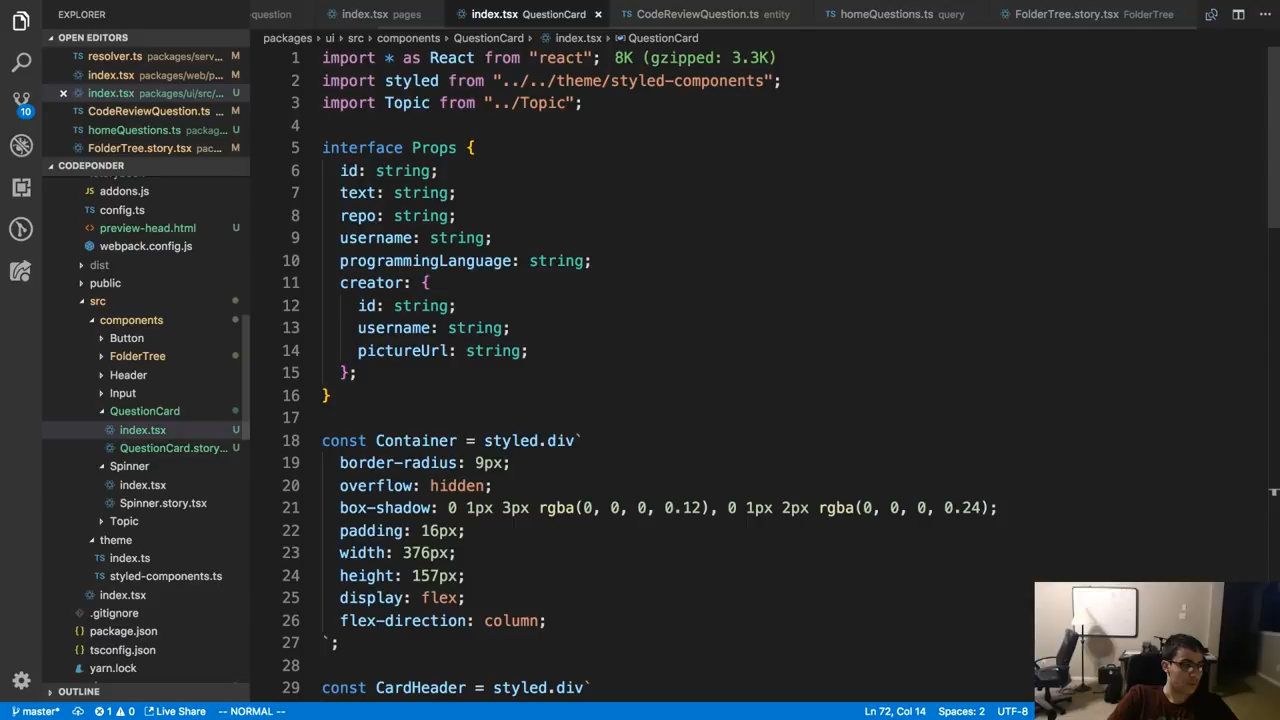 EXPLORER
OPEN EDITORS
resolver.ts packages/serv... M
index.tsx packages/web/p... M
index.tsx packages/ui/src/... U
CodeReviewQuestion.ts ... M
homeQuestions.ts packag... U
FolderTree.story.tsx pac... M
CODEPONDER
addons.js
TS config.ts
preview-head.html U
webpack.config.js
dist
public
src
components
Button
FolderTree
Header
Input
QuestionCard
index.tsx U
QuestionCard.story... U
Spinner
index.tsx
Spinner.story.tsx
Topic
theme
TS index.ts
TS styled-components.ts
index.tsx
.gitignore
package.json
tsconfig.json
yarn.lock
OUTLINE
10
question
index.tsx pages
index.tsx QuestionCard
CodeReviewQuestion.ts entity
homeQuestions.ts query
FolderTree.story.tsx FolderTree
packages › ui › src › components › QuestionCard › index.tsx › QuestionCard
1 import * as React from "react"; 8K (gzipped: 3.3K)
2 import styled from "../../theme/styled-components";
3 import Topic from "../Topic";
4
5 interface Props {
6 id: string;
7 text: string;
8 repo: string;
9 username: string;
10 programmingLanguage: string;
11 creator: {
12 id: string;
13 username: string;
14 pictureUrl: string;
15 };
16 }
17
18 const Container = styled.div`
19 border-radius: 9px;
20 overflow: hidden;
21 box-shadow: 0 1px 3px rgba(0, 0, 0, 0.12), 0 1px 2px rgba(0, 0, 0, 0.24);
22 padding: 16px;
23 width: 376px;
24 height: 157px;
25 display: flex;
26 flex-direction: column;
27 `;
28
29 const CardHeader = styled.div`
master* 1 0 Live Share -- NORMAL -- Ln 72, Col 14 Spaces: 2 UTF-8